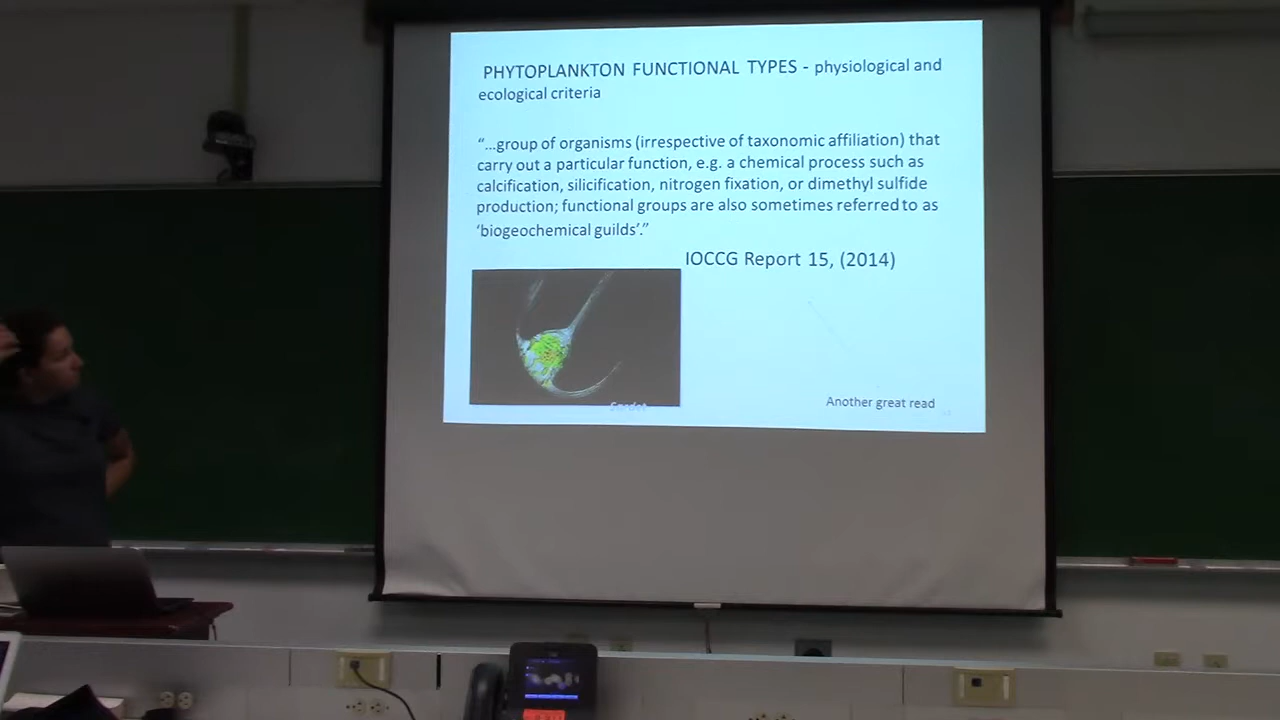 PHYTOPLANKTON FUNCTIONAL TYPES - physiological and
ecological criteria
“...group of organisms (irrespective of taxonomic affiliation) that
carry out a particular function, e.g. a chemical process such as
calcification, silicification, nitrogen fixation, or dimethyl sulfide
production; functional groups are also sometimes referred to as
‘biogeochemical guilds’.”
IOCCG Report 15, (2014)
Sardet
Another great read